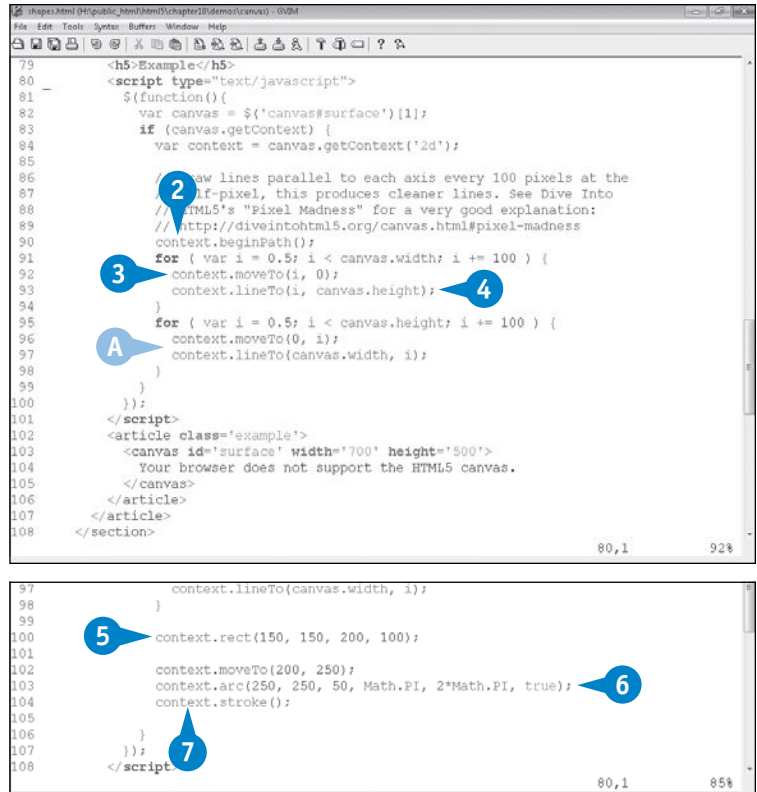 shapes.html (H:\public_html\html5\chapter10\demos\canvas) - GVIM
File Edit Tools Syntax Buffers Window Help
79 <h5>Example</h5>
80 <script type="text/javascript">
81 $(function(){
82 var canvas = $('canvas#surface')[1];
83 if (canvas.getContext) {
84 var context = canvas.getContext('2d');
85
86 // aw lines parallel to each axis every 100 pixels at the
87 // lf-pixel, this produces cleaner lines. See Dive Into
88 // HTML5's "Pixel Madness" for a very good explanation:
89 // http://diveintohtml5.org/canvas.html#pixel-madness
90 context.beginPath();
91 for ( var i = 0.5; i < canvas.width; i += 100 ) {
92 context.moveTo(i, 0);
93 context.lineTo(i, canvas.height);
94 }
95 for ( var i = 0.5; i < canvas.height; i += 100 ) {
96 context.moveTo(0, i);
97 context.lineTo(canvas.width, i);
98 }
99 }
100 });
101 </script>
102 <article class='example'>
103 <canvas id='surface' width='700' height='500'>
104 Your browser does not support the HTML5 canvas.
105 </canvas>
106 </article>
107 </article>
108 </section>
80,1 92%
2
3
4
A
97 context.lineTo(canvas.width, i);
98 }
99
100 context.rect(150, 150, 200, 100);
101
102 context.moveTo(200, 250);
103 context.arc(250, 250, 50, Math.PI, 2*Math.PI, true);
104 context.stroke();
105
106 }
107 });
108 </script>
80,1 85%
5
6
7